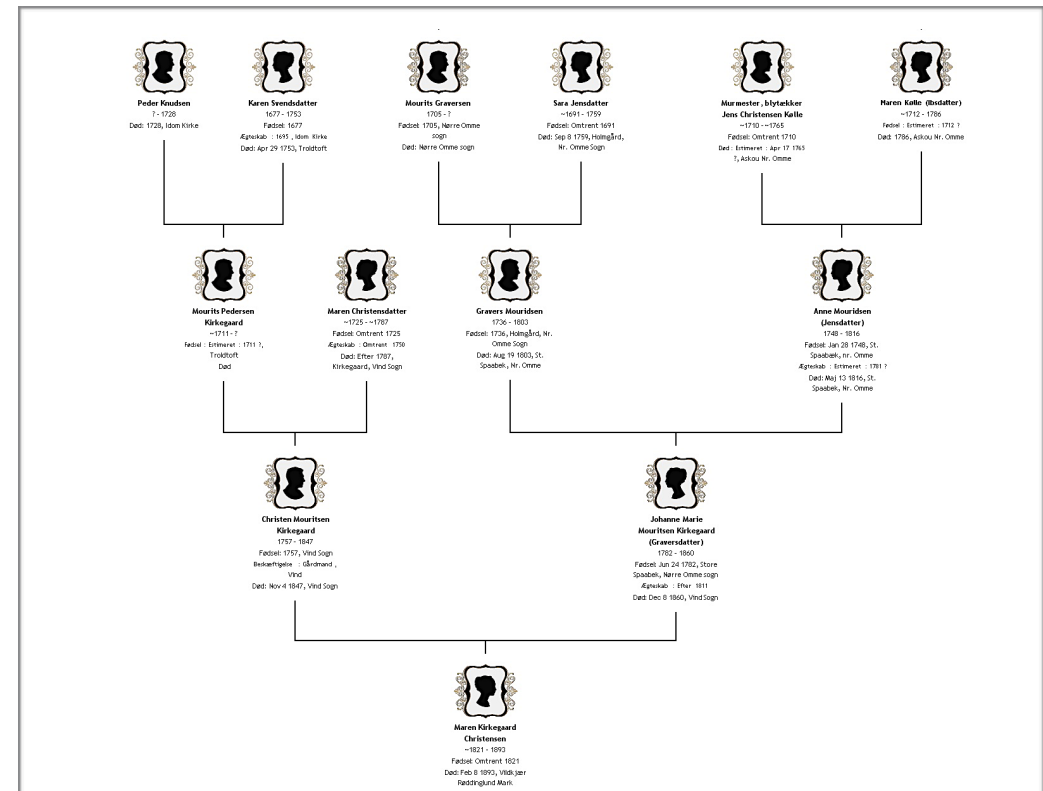 Peder Knudsen
? - 1728
Død: 1728, Idom Kirke
Karen Svendsdatter
1677 - 1753
Fødsel: 1677
Ægteskab : 1695 , Idom Kirke
Død: Apr 29 1753, Troldtoft
Mourits Graversen
1705 - ?
Fødsel: 1705, Nørre Omme
sogn
Død: Nørre Omme sogn
Sara Jensdatter
~1691 - 1759
Fødsel: Omtrent 1691
Død: Sep 8 1759, Holmgård,
Nr. Omme Sogn
Murmester, blytækker
Jens Christensen Kølle
~1710 - ~1765
Fødsel: Omtrent 1710
Død : Estimeret : Apr 17 1765
?, Askou Nr. Omme
Maren Kølle (Ibsdatter)
~1712 - 1786
Fødsel : Estimeret : 1712 ?
Død: 1786, Askou Nr. Omme
Mourits Pedersen
Kirkegaard
~1711 - ?
Fødsel : Estimeret : 1711 ?,
Troldtoft
Død
Maren Christensdatter
~1725 - ~1787
Fødsel: Omtrent 1725
Ægteskab : Omtrent 1750
Død: Efter 1787,
Kirkegaard, Vind Sogn
Gravers Mouridsen
1736 - 1803
Fødsel: 1736, Holmgård, Nr.
Omme Sogn
Død: Aug 19 1803, St.
Spaabek, Nr. Omme
Anne Mouridsen
(Jensdatter)
1748 - 1816
Fødsel: Jan 28 1748, St.
Spaabæk, nr. Omme
Ægteskab : Estimeret : 1781 ?
Død: Maj 13 1816, St.
Spaabek, Nr. Omme
Christen Mouritsen
Kirkegaard
1757 - 1847
Fødsel: 1757, Vind Sogn
Beskæftigelse : Gårdmand ,
Vind
Død: Nov 4 1847, Vind Sogn
Johanne Marie
Mouritsen Kirkegaard
(Graversdatter)
1782 - 1860
Fødsel: Jun 24 1782, Store
Spaabek, Nørre Omme sogn
Ægteskab : Efter 1811
Død: Dec 8 1860, Vind Sogn
Maren Kirkegaard
Christensen
~1821 - 1893
Fødsel: Omtrent 1821
Død: Feb 8 1893, Vildkjær
Røddinglund Mark